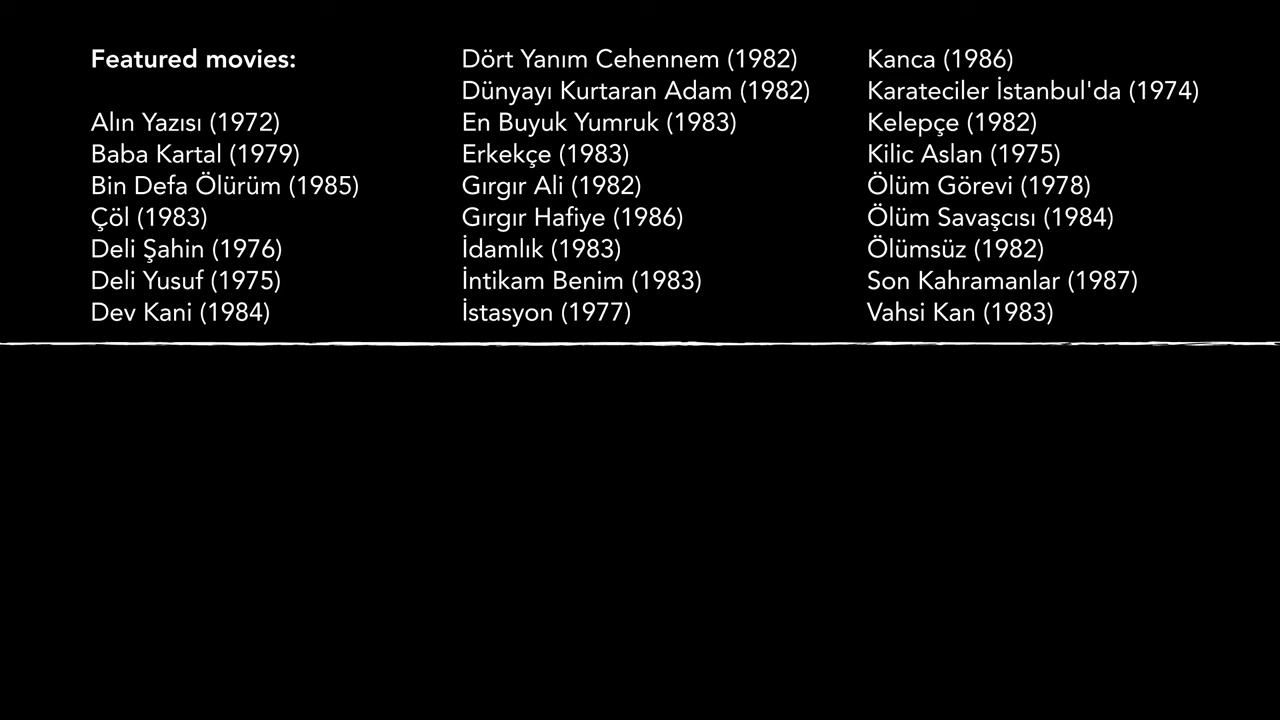 Featured movies:
Alın Yazısı (1972)
Baba Kartal (1979)
Bin Defa Ölürüm (1985)
Çöl (1983)
Deli Şahin (1976)
Deli Yusuf (1975)
Dev Kani (1984)
Dört Yanım Cehennem (1982)
Dünyayı Kurtaran Adam (1982)
En Buyuk Yumruk (1983)
Erkekçe (1983)
Gırgır Ali (1982)
Gırgır Hafiye (1986)
İdamlık (1983)
İntikam Benim (1983)
İstasyon (1977)
Kanca (1986)
Karateciler İstanbul'da (1974)
Kelepçe (1982)
Kilic Aslan (1975)
Ölüm Görevi (1978)
Ölüm Savaşcısı (1984)
Ölümsüz (1982)
Son Kahramanlar (1987)
Vahsi Kan (1983)